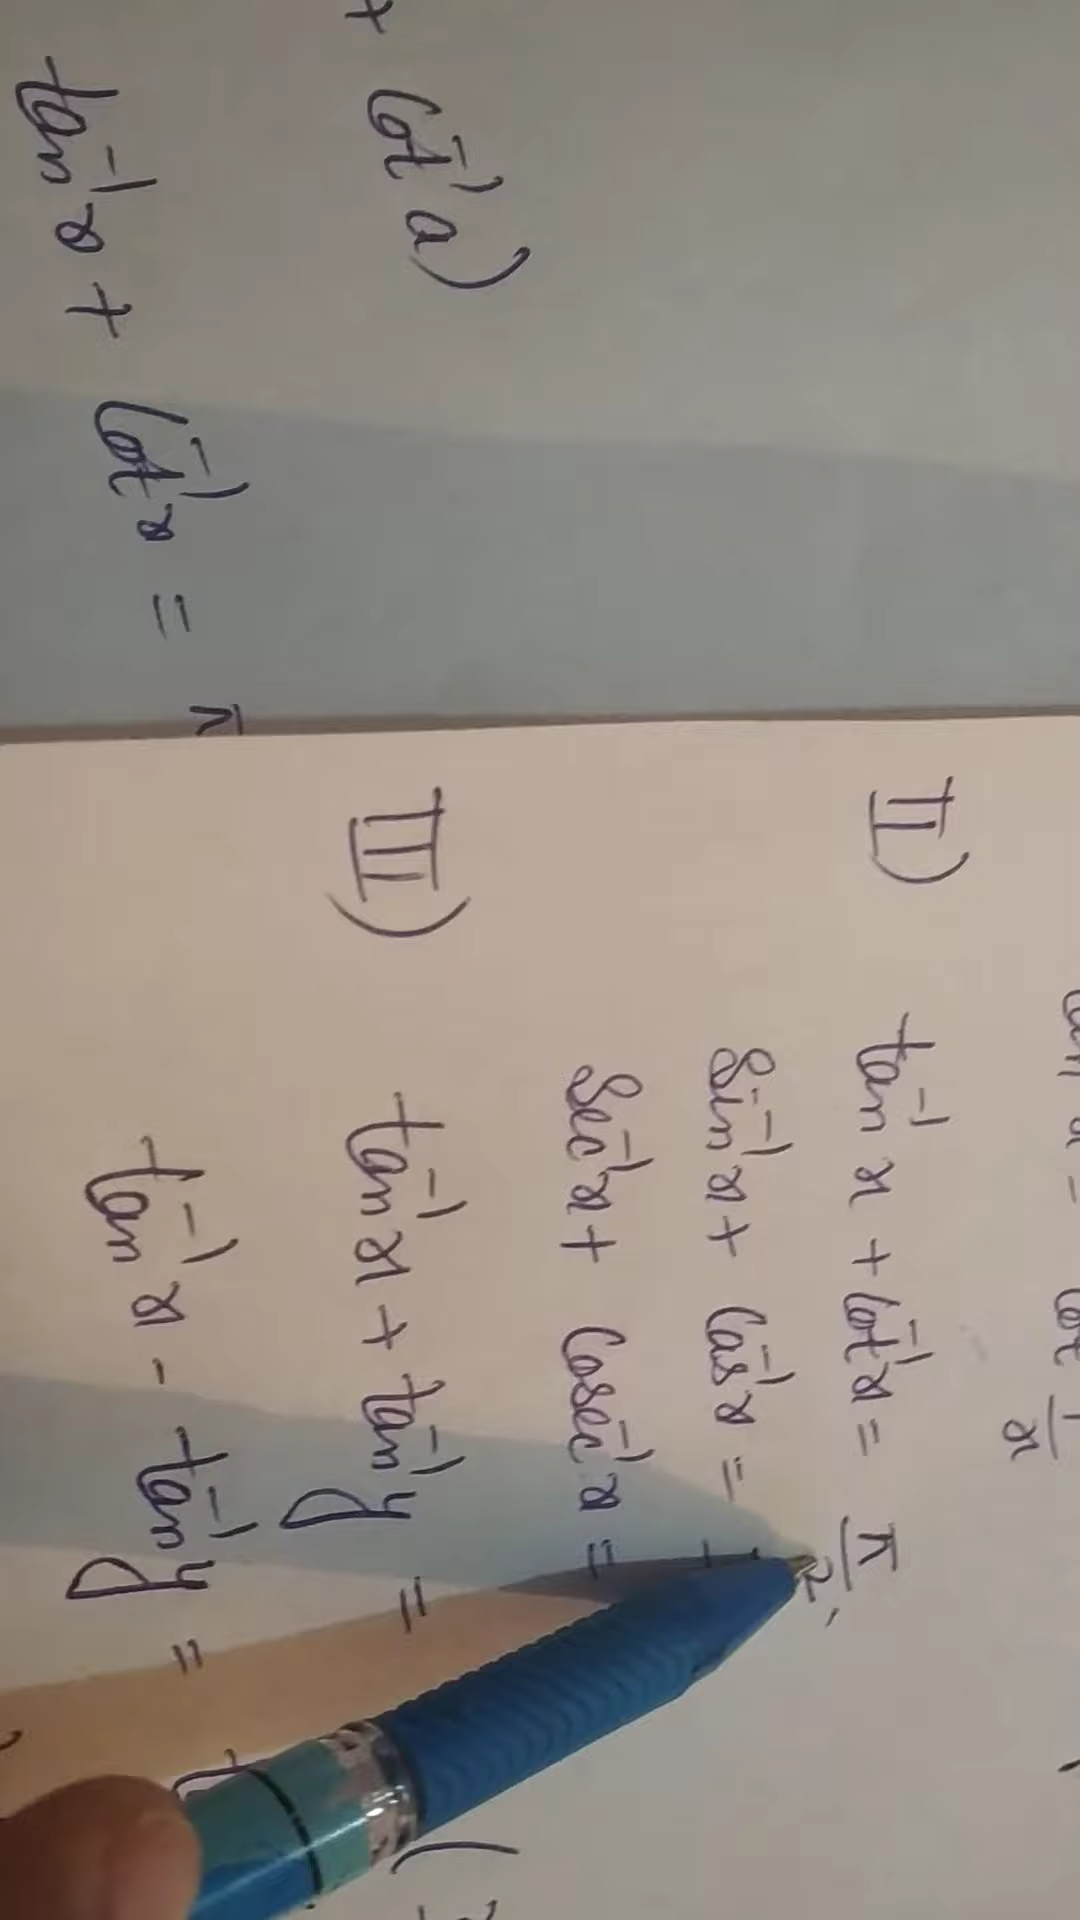 + cot⁻¹a)
tan⁻¹x + cot⁻¹x = π
II) tan⁻¹x + cot⁻¹x = π/2,
sin⁻¹x + cos⁻¹x =
sec⁻¹x + cosec⁻¹x =
III) tan⁻¹x + tan⁻¹y =
tan⁻¹x - tan⁻¹y =